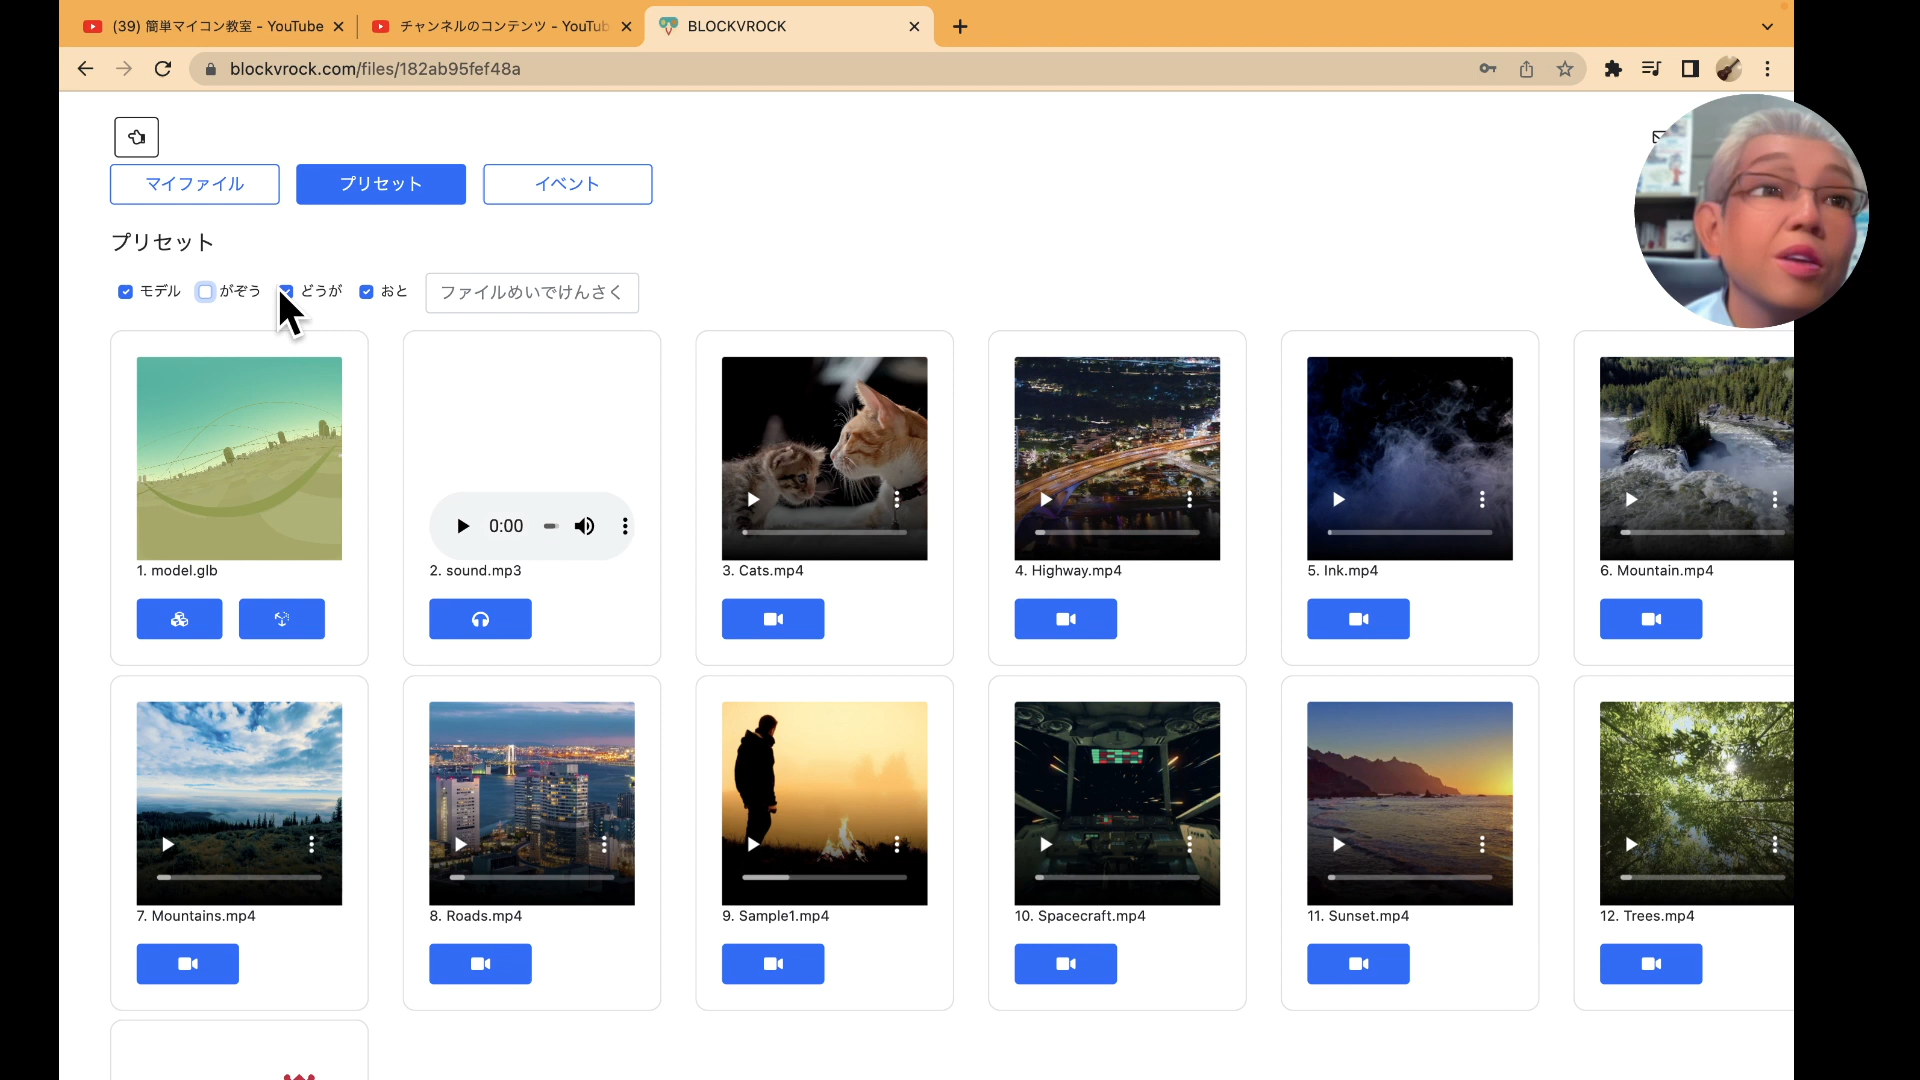 (39) 簡単マイコン教室 - YouTube
チャンネルのコンテンツ - YouTub
BLOCKVROCK
blockvrock.com/files/182ab95fef48a
マイファイル
プリセット
イベント
プリセット
モデル
がぞう
どうが
おと
ファイルめいでけんさく
0:00
1. model.glb
2. sound.mp3
3. Cats.mp4
4. Highway.mp4
5. Ink.mp4
6. Mountain.mp4
7. Mountains.mp4
8. Roads.mp4
9. Sample1.mp4
10. Spacecraft.mp4
11. Sunset.mp4
12. Trees.mp4